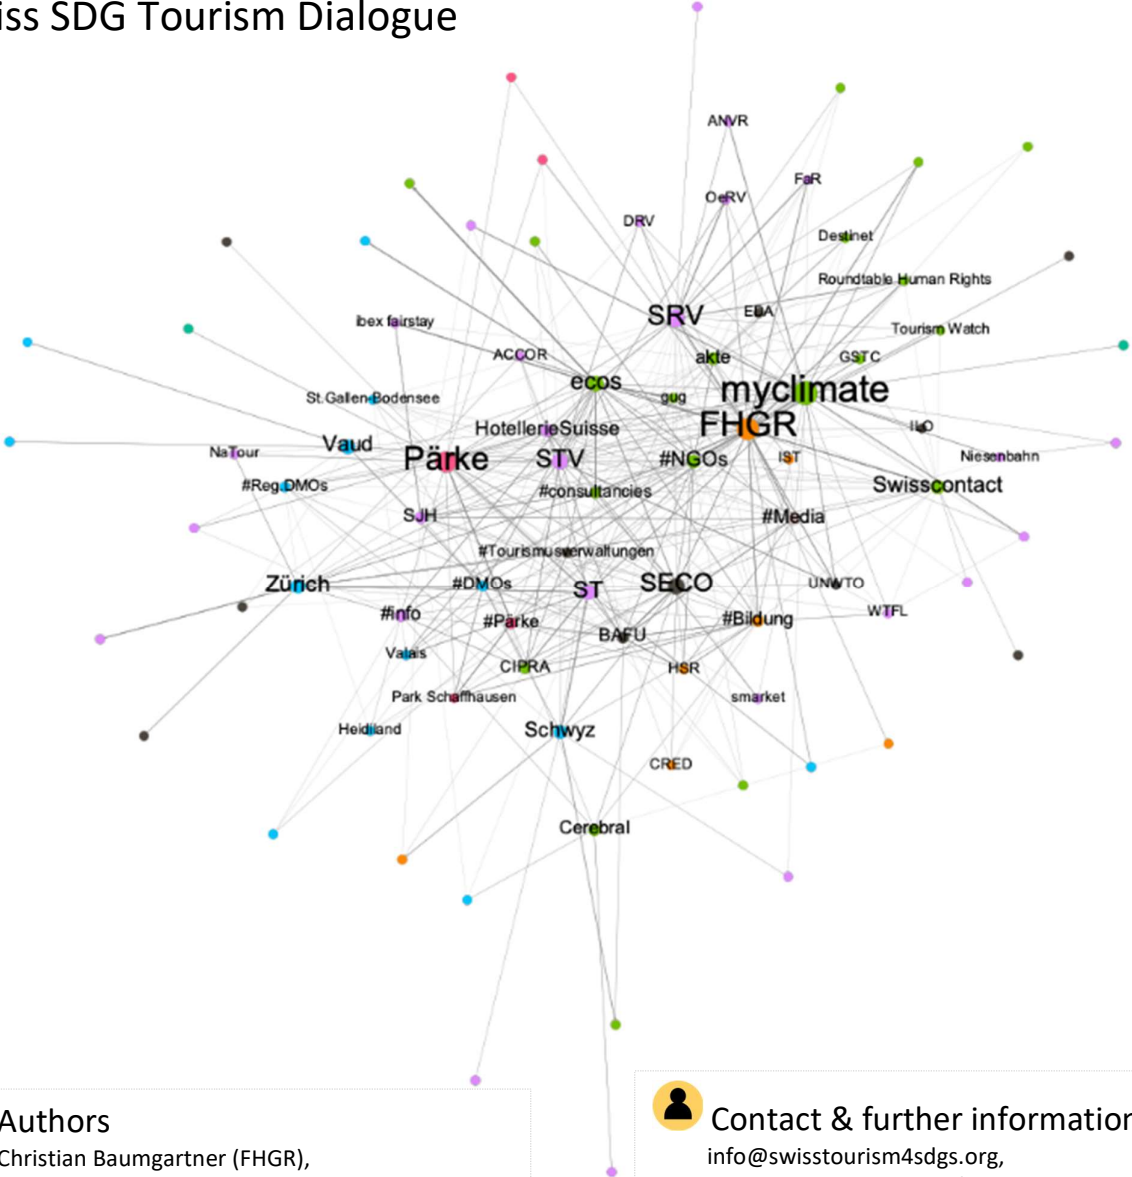 iss SDG Tourism Dialogue
ANVR
FaR
OeRV
DRV
Destinet
Roundtable Human Rights
SRV
EDA
ibex fairstay
Tourism Watch
ACCOR
akte
GSTC
ecos
myclimate
St.Gallen-Bodensee
gug
FHGR
HotellerieSuisse
ILO
Vaud
NaTour
Pärke
STV
#NGOs
IST
Niesenbahn
#Reg.DMOs
#consultancies
Swisscontact
SJH
#Media
#Tourismusverwaltungen
Zürich
#DMOs
ST
SECO
UNWTO
#info
#Pärke
#Bildung
WTFL
BAFU
Valais
CIPRA
HSR
Park Schaffhausen
smarket
Heidiland
Schwyz
CRED
Cerebral
Authors
Christian Baumgartner (FHGR),
Contact & further information
info@swisstourism4sdgs.org,